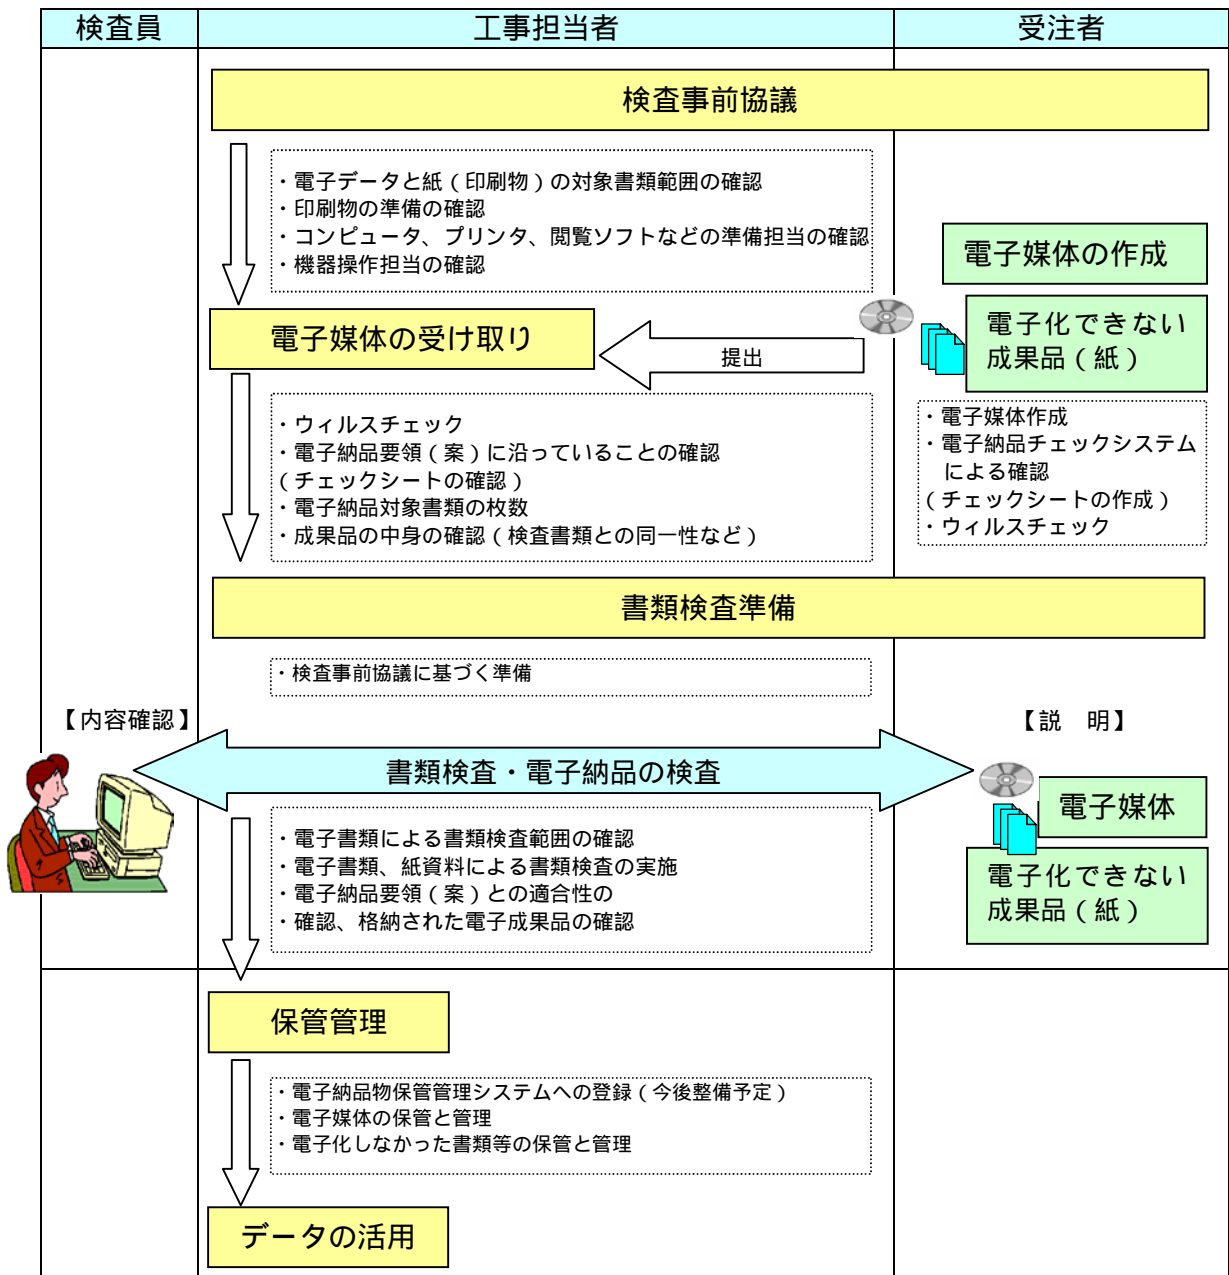 検査員
工事担当者
受注者
検査事前協議
・電子データと紙（印刷物）の対象書類範囲の確認
・印刷物の準備の確認
・コンピュータ、プリンタ、閲覧ソフトなどの準備担当の確認
・機器操作担当の確認
電子媒体の作成
電子化できない
成果品（紙）
電子媒体の受け取り
提出
・ウィルスチェック
・電子納品要領（案）に沿っていることの確認
（チェックシートの確認）
・電子納品対象書類の枚数
・成果品の中身の確認（検査書類との同一性など）
・電子媒体作成
・電子納品チェックシステム
による確認
（チェックシートの作成）
・ウィルスチェック
書類検査準備
・検査事前協議に基づく準備
【内容確認】
【説　明】
書類検査・電子納品の検査
電子媒体
電子化できない
成果品（紙）
・電子書類による書類検査範囲の確認
・電子書類、紙資料による書類検査の実施
・電子納品要領（案）との適合性の
・確認、格納された電子成果品の確認
保管管理
・電子納品物保管管理システムへの登録（今後整備予定）
・電子媒体の保管と管理
・電子化しなかった書類等の保管と管理
データの活用